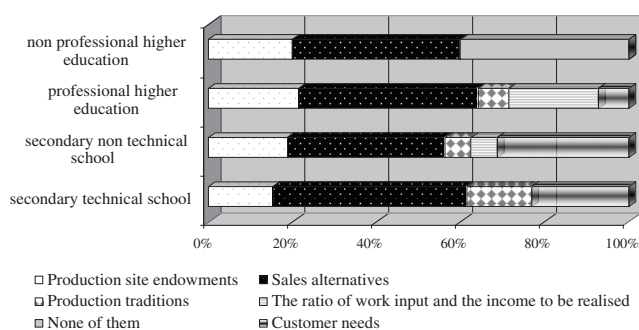 non professional higher
education
professional higher
education
secondary non technical
school
secondary technical school
0% 20% 40% 60% 80% 100%
Production site endowments Sales alternatives
Production traditions The ratio of work input and the income to be realised
None of them Customer needs